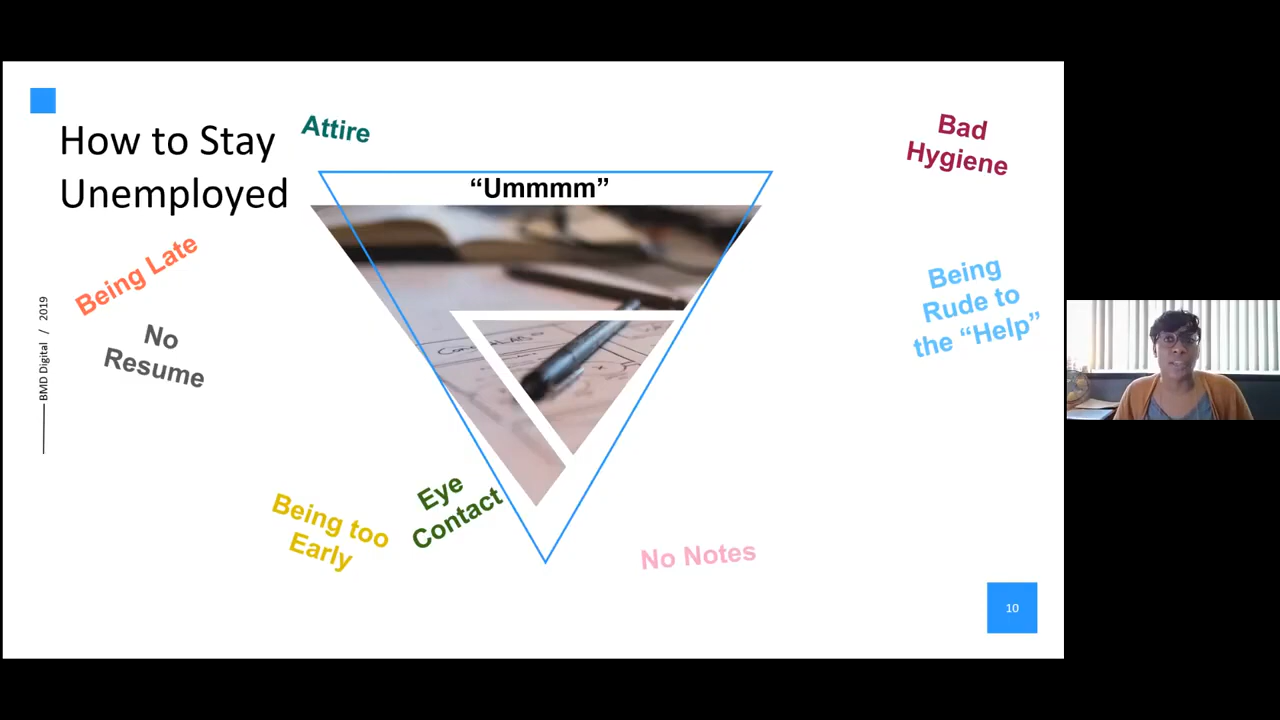 How to Stay
Unemployed
Attire
Bad
Hygiene
“Ummmm”
Being Late
Being
Rude to
the “Help”
No
Resume
BMD Digital / 2019
Eye
Contact
Being too
Early
No Notes
10